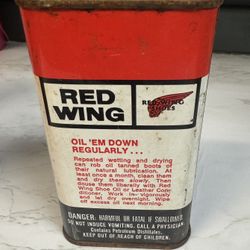 RED
WING
RED WING
SHOES
OIL 'EM DOWN
REGULARLY...
Repeated wetting and drying
can rob oil tanned boots of
their natural lubrication. At
least once a month, clean them
and dry them slowly. Then
douse them liberally with Red
Wing Shoe Oil or Leather Con-
ditioner. Work in vigorously
and let dry overnight. Wipe
off excess oil next morning.
DANGER: HARMFUL OR FATAL IF SWALLOWED.
DO NOT INDUCE VOMITING. CALL A PHYSICIAN.
Contains Petroleum Distillates.
KEEP OUT OF REACH OF CHILDREN.